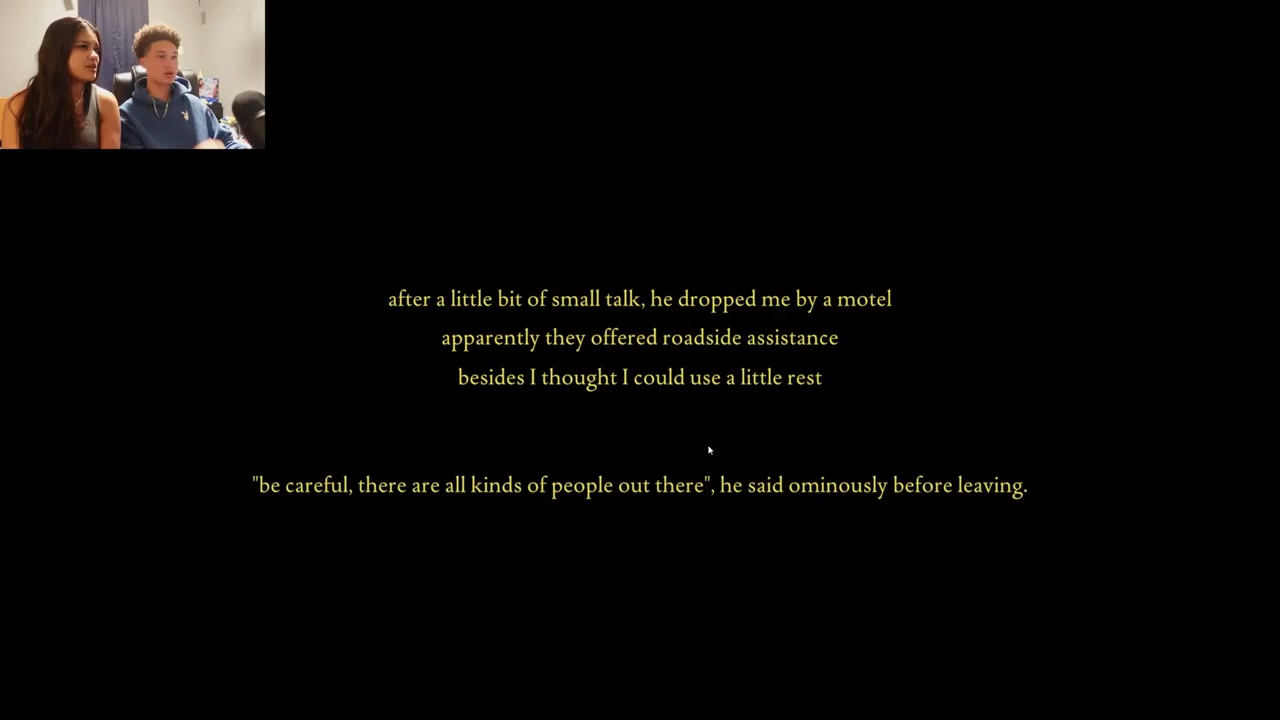 after a little bit of small talk, he dropped me by a motel
apparently they offered roadside assistance
besides I thought I could use a little rest
"be careful, there are all kinds of people out there", he said ominously before leaving.